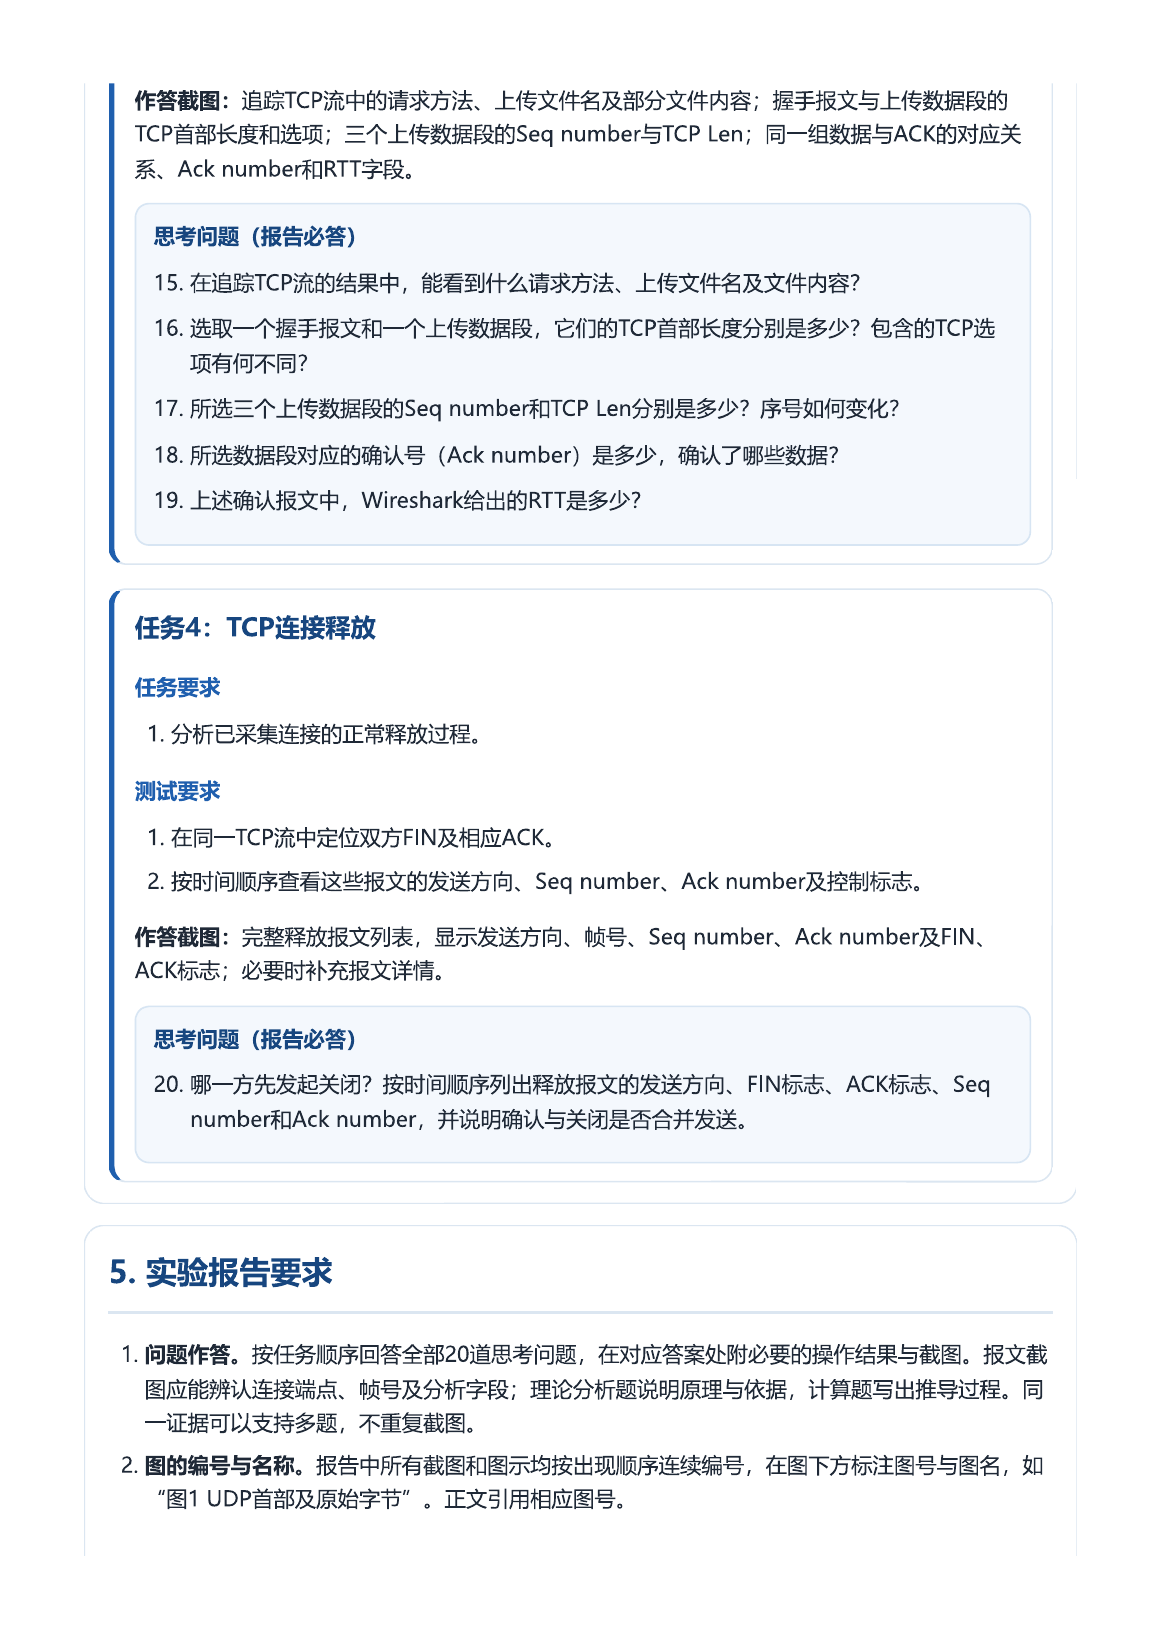 作答截图：追踪TCP流中的请求方法、上传文件名及部分文件内容；握手报文与上传数据段的
TCP首部长度和选项；三个上传数据段的Seq number与TCP Len；同一组数据与ACK的对应关
系、Ack number和RTT字段。
思考问题（报告必答）
15. 在追踪TCP流的结果中，能看到什么请求方法、上传文件名及文件内容？
16. 选取一个握手报文和一个上传数据段，它们的TCP首部长度分别是多少？包含的TCP选
项有何不同？
17. 所选三个上传数据段的Seq number和TCP Len分别是多少？序号如何变化？
18. 所选数据段对应的确认号（Ack number）是多少，确认了哪些数据？
19. 上述确认报文中，Wireshark给出的RTT是多少？
任务4：TCP连接释放
任务要求
1. 分析已采集连接的正常释放过程。
测试要求
1. 在同一TCP流中定位双方FIN及相应ACK。
2. 按时间顺序查看这些报文的发送方向、Seq number、Ack number及控制标志。
作答截图：完整释放报文列表，显示发送方向、帧号、Seq number、Ack number及FIN、
ACK标志；必要时补充报文详情。
思考问题（报告必答）
20. 哪一方先发起关闭？按时间顺序列出释放报文的发送方向、FIN标志、ACK标志、Seq
number和Ack number，并说明确认与关闭是否合并发送。
5. 实验报告要求
1. 问题作答。按任务顺序回答全部20道思考问题，在对应答案处附必要的操作结果与截图。报文截
图应能辨认连接端点、帧号及分析字段；理论分析题说明原理与依据，计算题写出推导过程。同
一证据可以支持多题，不重复截图。
2. 图的编号与名称。报告中所有截图和图示均按出现顺序连续编号，在图下方标注图号与图名，如
“图1 UDP首部及原始字节”。正文引用相应图号。